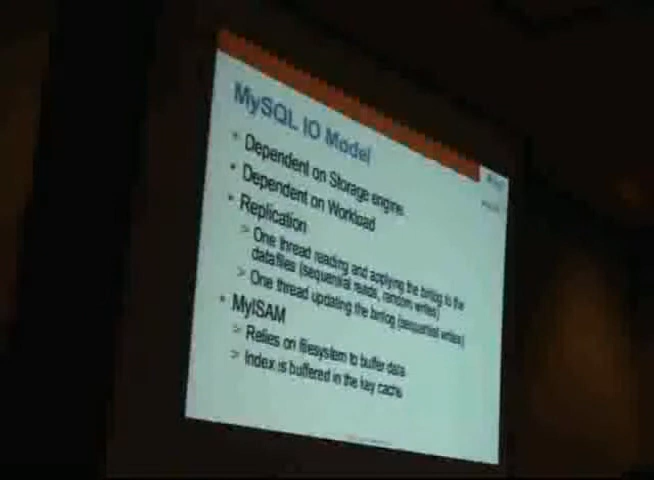 MySQL IO Model
• Dependent on Storage engine
• Dependent on Workload
• Replication
> One thread reading and applying the binlog to the
datafiles (sequential reads, random writes)
> One thread updating the binlog (sequential writes)
• MyISAM
> Relies on filesystem to buffer data
> Index is buffered in the key cache